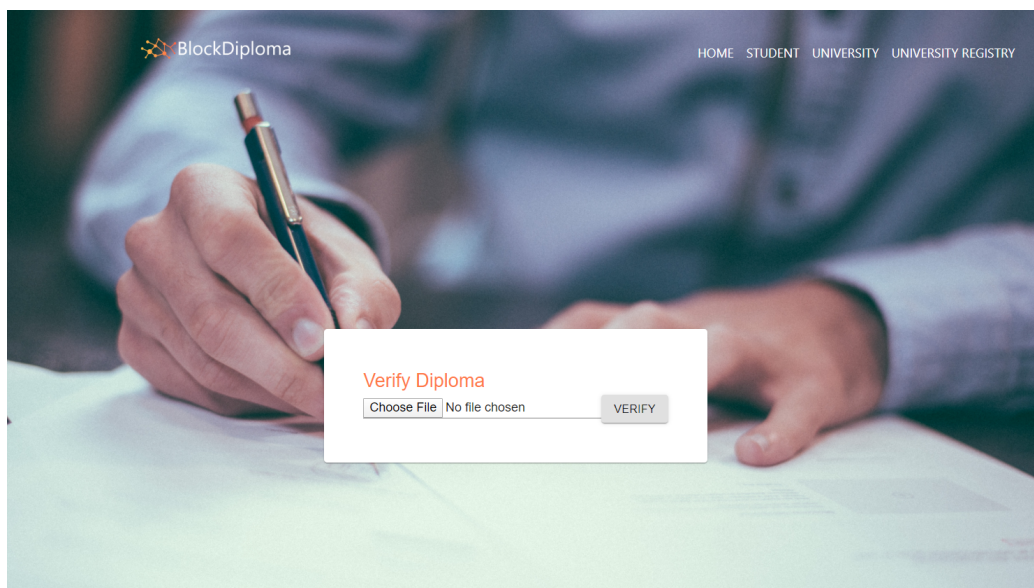 BlockDiploma
HOME STUDENT UNIVERSITY UNIVERSITY REGISTRY
Verify Diploma
Choose File No file chosen VERIFY